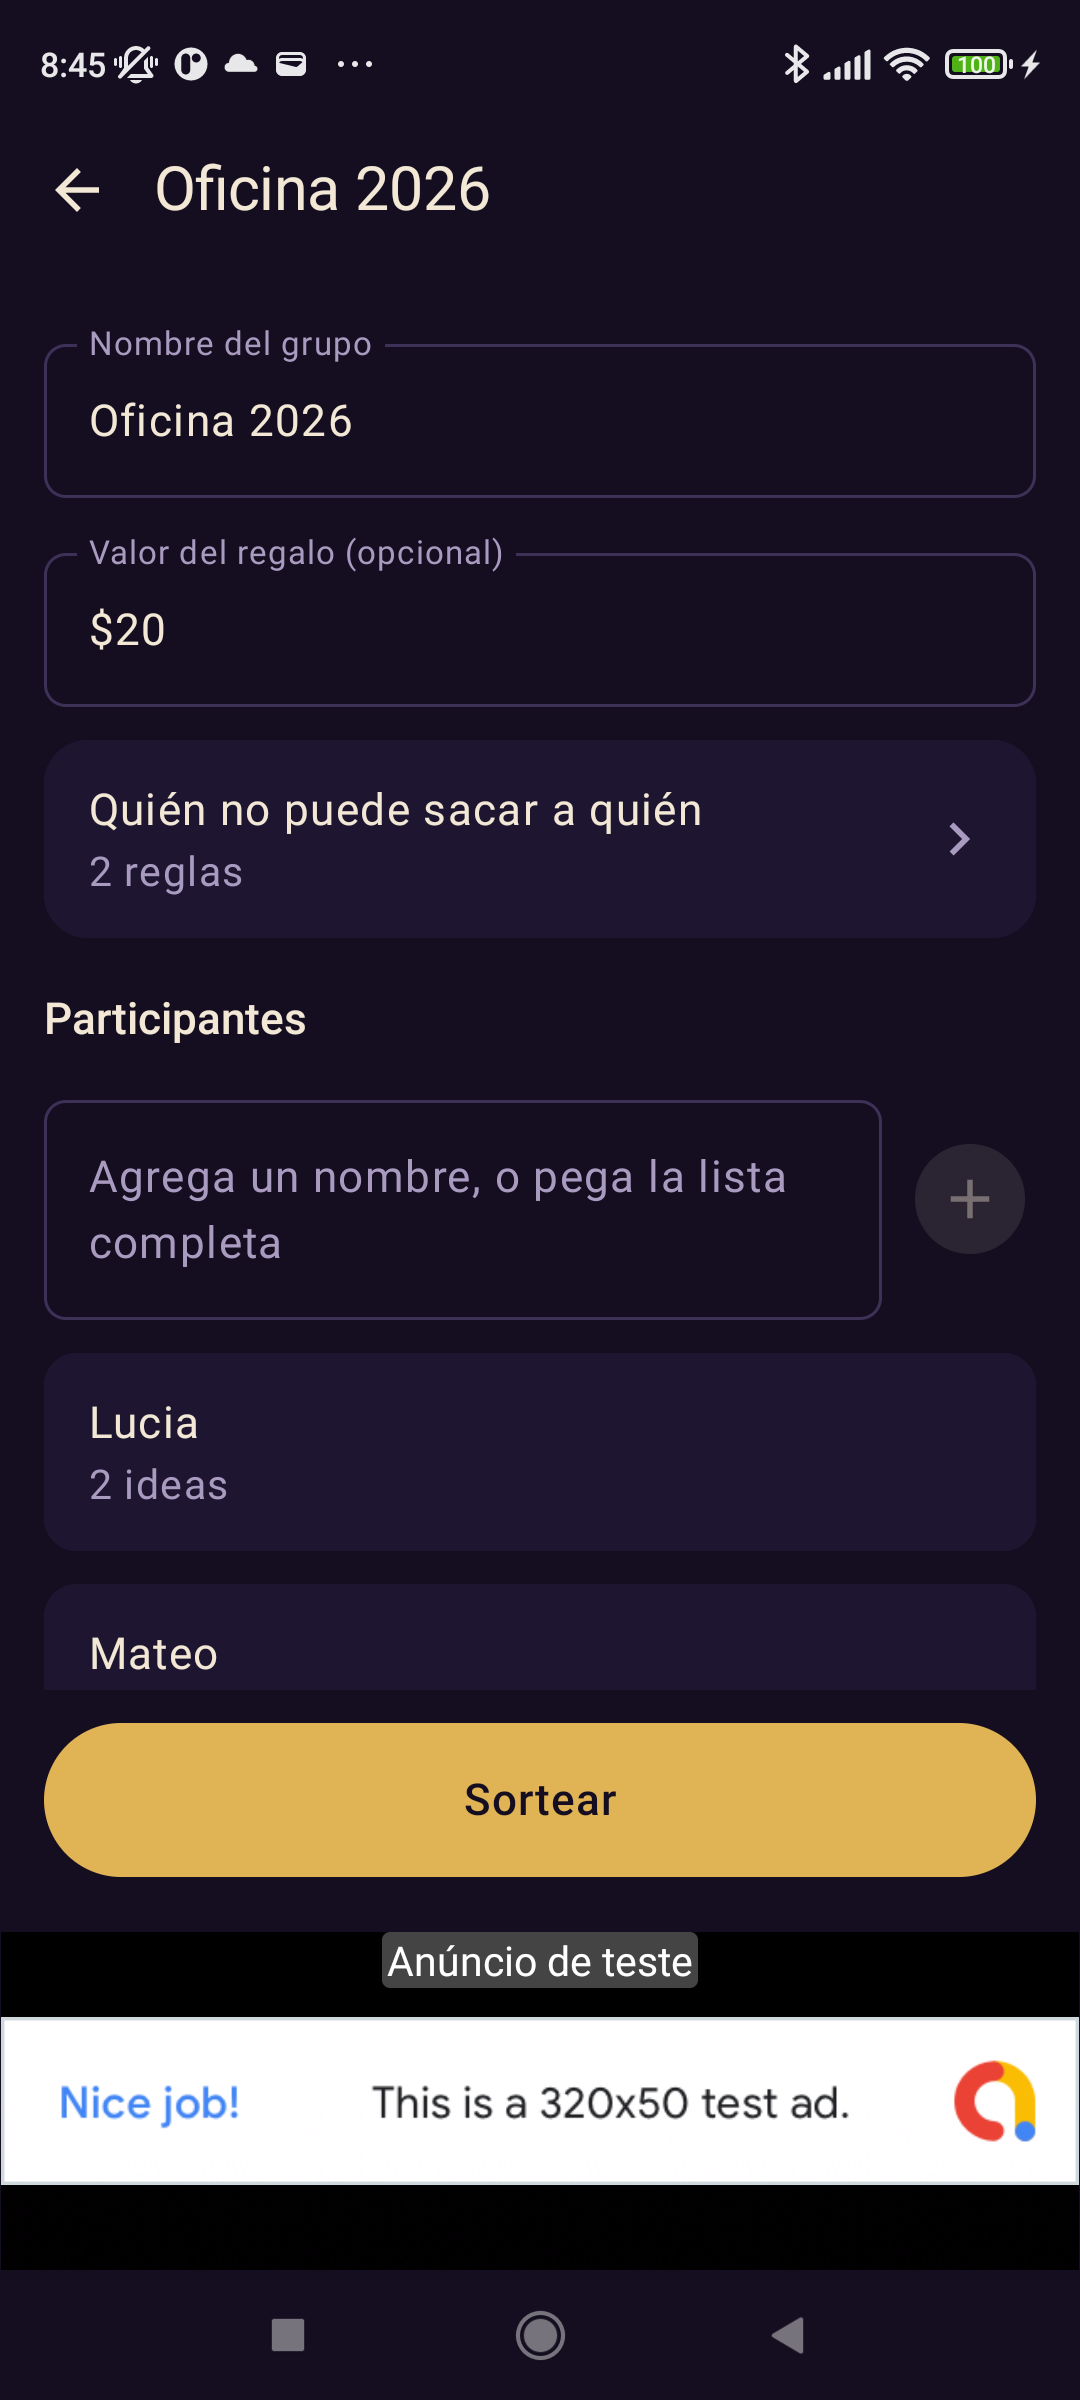 8:45
100
Oficina 2026
Nombre del grupo
Oficina 2026
Valor del regalo (opcional)
$20
Quién no puede sacar a quién
2 reglas
Participantes
Agrega un nombre, o pega la lista
completa
Lucia
2 ideas
Mateo
Sortear
Anúncio de teste
Nice job!
This is a 320x50 test ad.